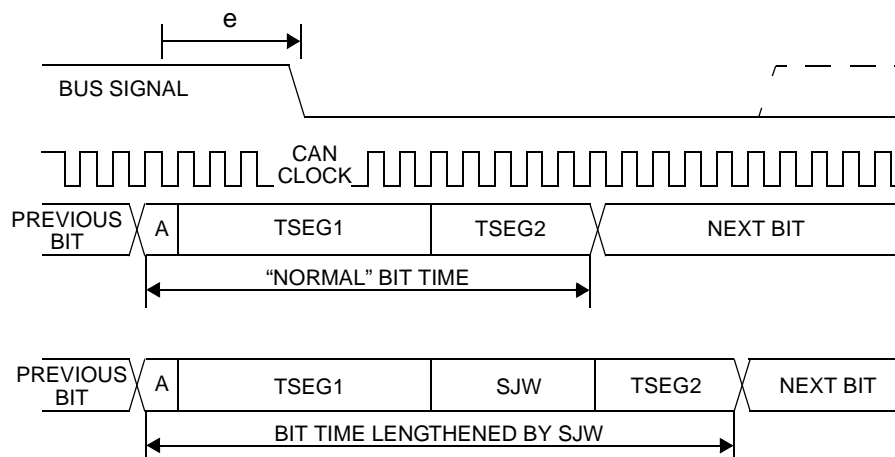 e
BUS SIGNAL
CAN
CLOCK
PREVIOUS
BIT
A
TSEG1
TSEG2
NEXT BIT
“NORMAL” BIT TIME
PREVIOUS
BIT
A
TSEG1
SJW
TSEG2
NEXT BIT
BIT TIME LENGTHENED BY SJW